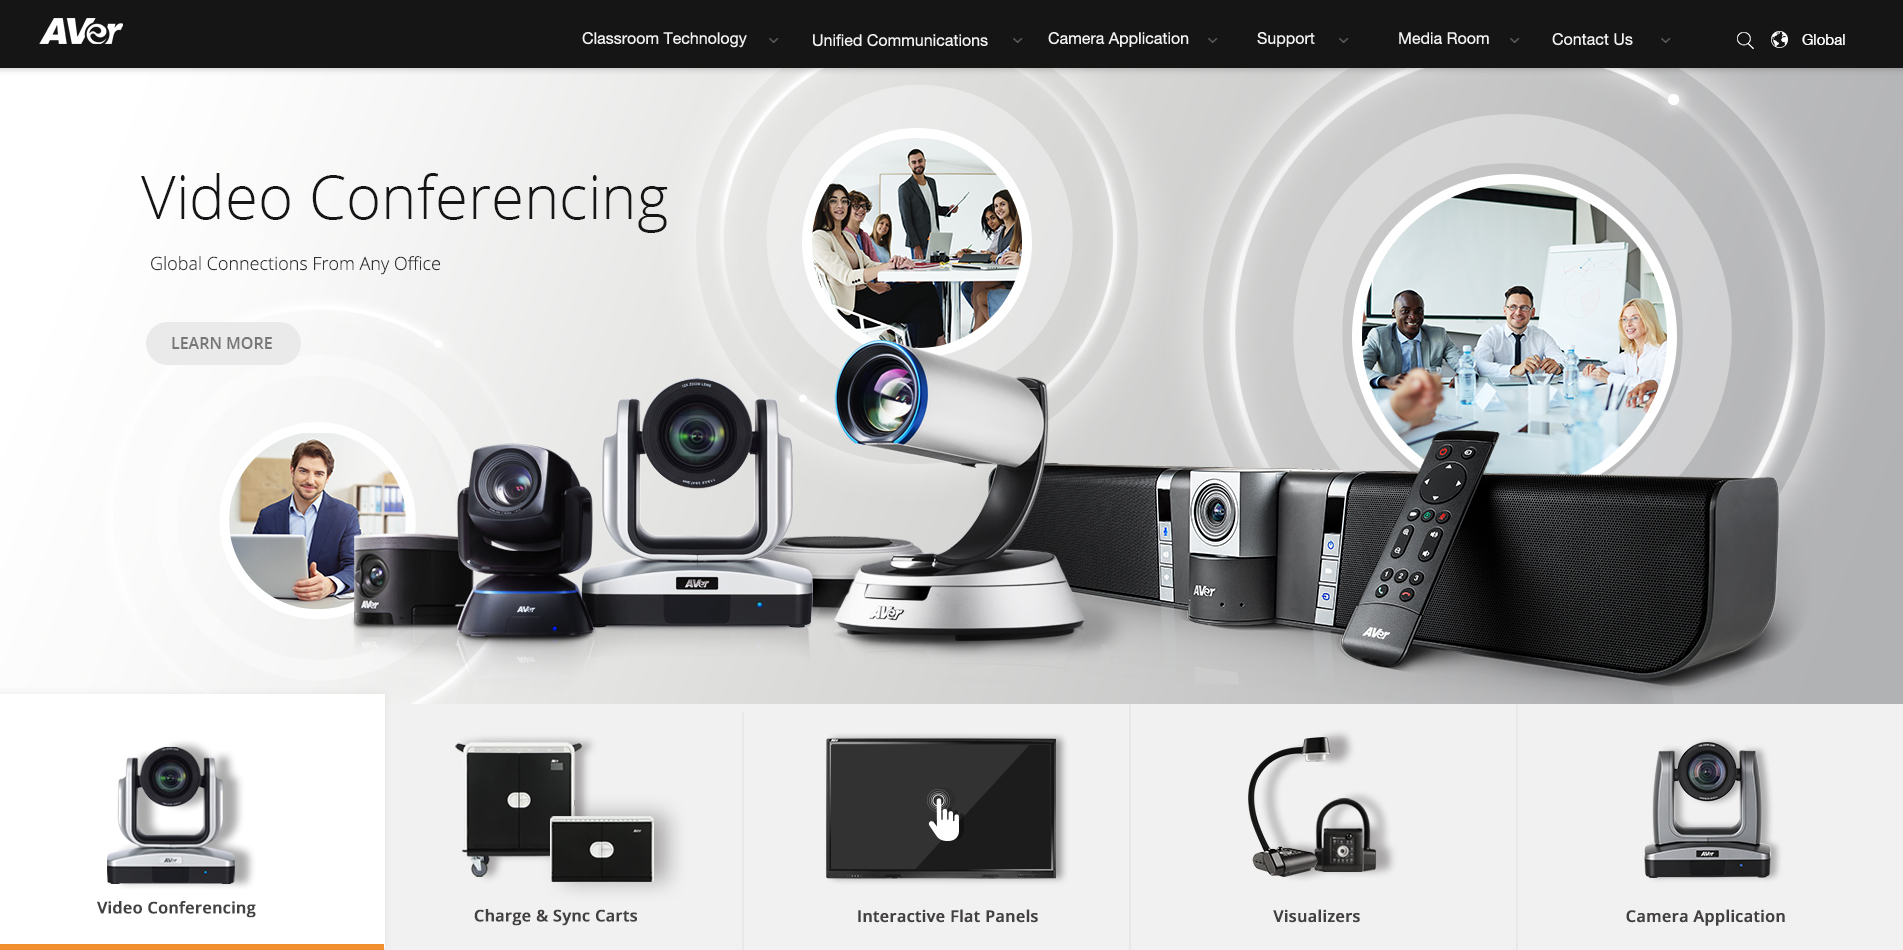 AVer
Classroom Technology
Unified Communications
Camera Application
Support
Media Room
Contact Us
Global
Video Conferencing
Global Connections From Any Office
LEARN MORE
AVer
AVer
AVer
AVer
AVer
AVer
Video Conferencing
Charge & Sync Carts
Interactive Flat Panels
Visualizers
Camera Application